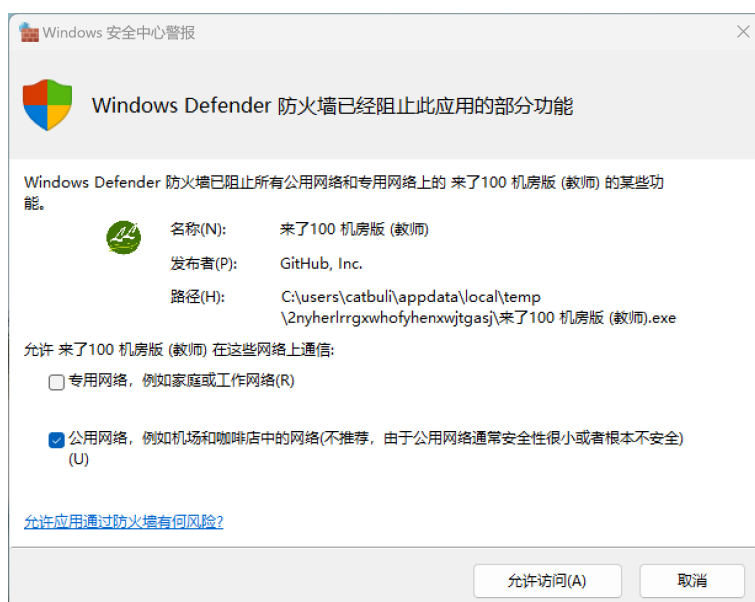 Windows 安全中心警报
Windows Defender 防火墙已经阻止此应用的部分功能
Windows Defender 防火墙已阻止所有公用网络和专用网络上的 来了100 机房版 (教师) 的某些功
能。
名称(N): 来了100 机房版 (教师)
发布者(P): GitHub, Inc.
路径(H): C:\users\catbuli\appdata\local\temp
\2nyherlrrgxwhofyhenxwjtgasj\来了100 机房版 (教师).exe
允许 来了100 机房版 (教师) 在这些网络上通信:
专用网络，例如家庭或工作网络(R)
公用网络，例如机场和咖啡店中的网络(不推荐，由于公用网络通常安全性很小或者根本不安全)
(U)
允许应用通过防火墙有何风险?
允许访问(A) 取消